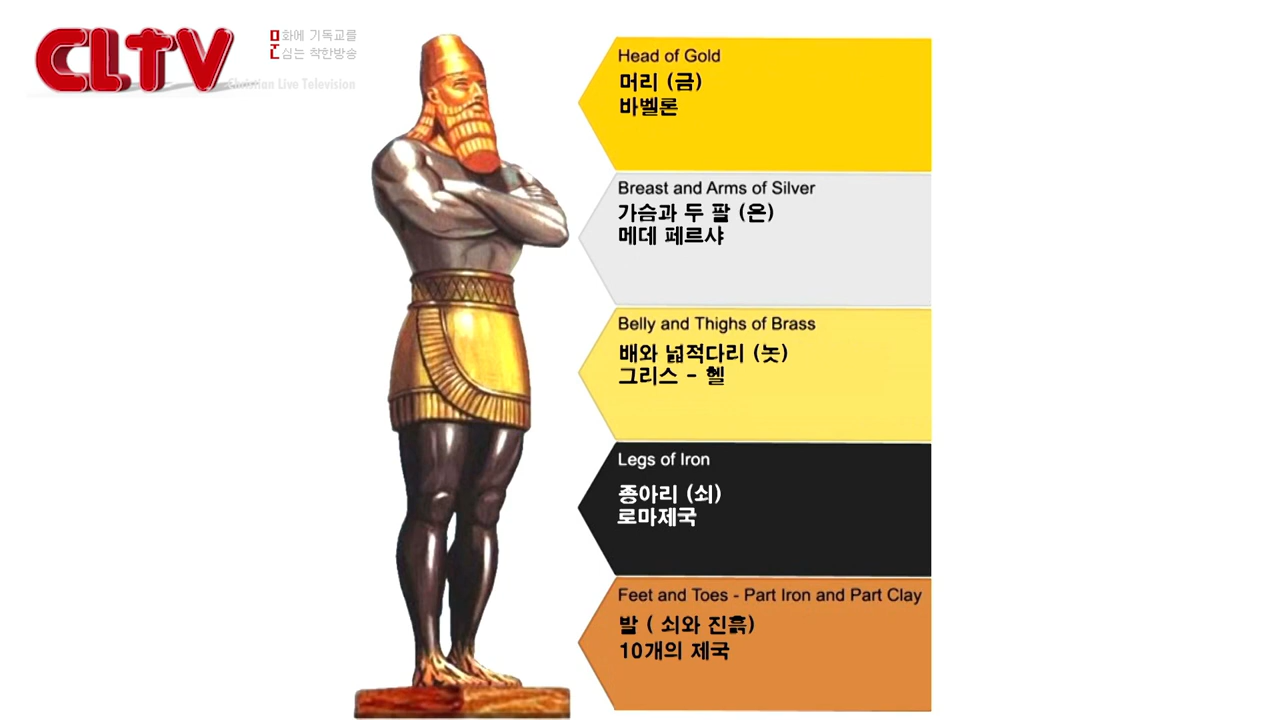 CLTV
문화에 기독교를
심는 착한방송
Christian Live Television
Head of Gold
머리 (금)
바벨론
Breast and Arms of Silver
가슴과 두 팔 (은)
메데 페르샤
Belly and Thighs of Brass
배와 넓적다리 (놋)
그리스 - 헬
Legs of Iron
종아리 (쇠)
로마제국
Feet and Toes - Part Iron and Part Clay
발 ( 쇠와 진흙)
10개의 제국